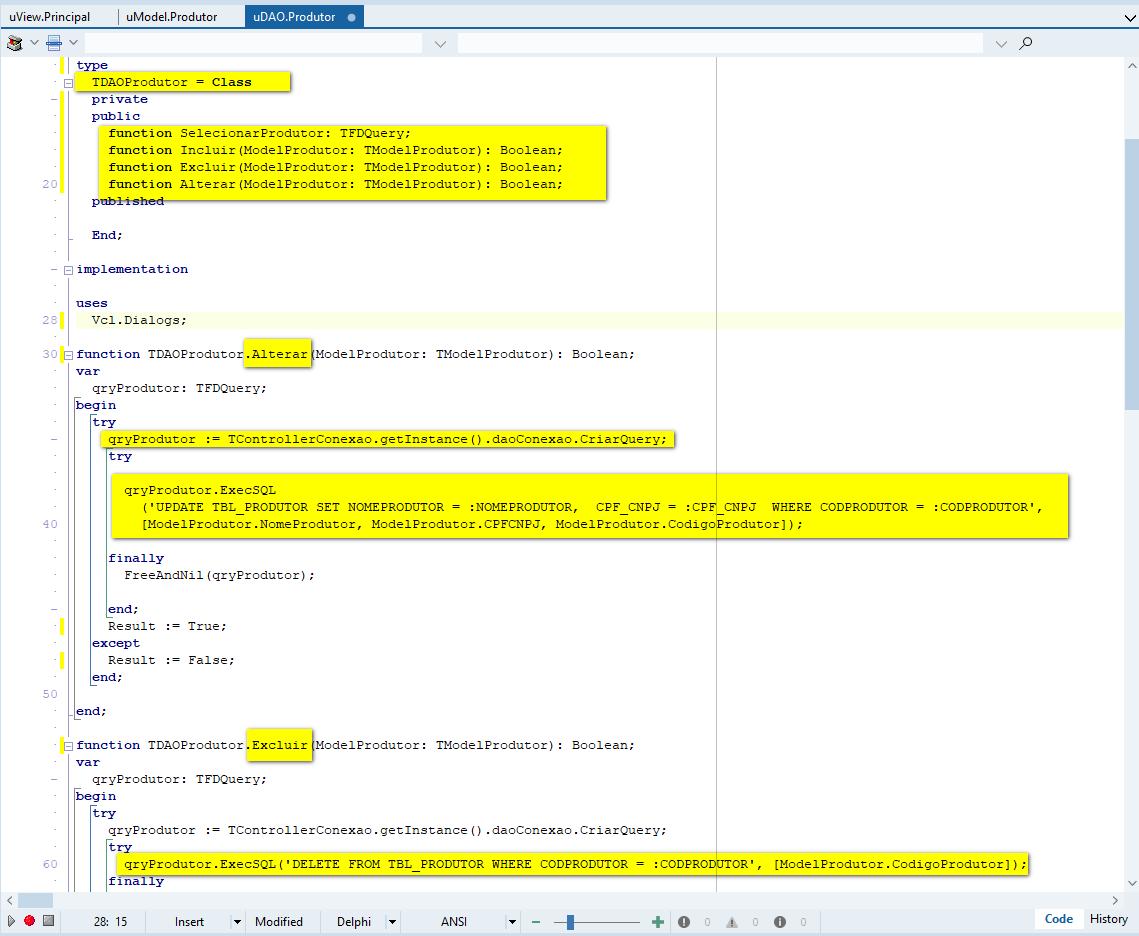 uView.Principal uModel.Produtor uDAO.Produtor
type
TDAOProdutor = Class
private
public
function SelecionarProdutor: TFDQuery;
function Incluir(ModelProdutor: TModelProdutor): Boolean;
function Excluir(ModelProdutor: TModelProdutor): Boolean;
20 function Alterar(ModelProdutor: TModelProdutor): Boolean;
published
End;
implementation
uses
28 Vcl.Dialogs;
30 function TDAOProdutor.Alterar(ModelProdutor: TModelProdutor): Boolean;
var
qryProdutor: TFDQuery;
begin
try
qryProdutor := TControllerConexao.getInstance().daoConexao.CriarQuery;
try
qryProdutor.ExecSQL
('UPDATE TBL_PRODUTOR SET NOMEPRODUTOR = :NOMEPRODUTOR,  CPF_CNPJ = :CPF_CNPJ  WHERE CODPRODUTOR = :CODPRODUTOR',
40 [ModelProdutor.NomeProdutor, ModelProdutor.CPFCNPJ, ModelProdutor.CodigoProdutor]);
finally
FreeAndNil(qryProdutor);
end;
Result := True;
except
Result := False;
end;
50
end;
function TDAOProdutor.Excluir(ModelProdutor: TModelProdutor): Boolean;
var
qryProdutor: TFDQuery;
begin
try
qryProdutor := TControllerConexao.getInstance().daoConexao.CriarQuery;
try
60 qryProdutor.ExecSQL('DELETE FROM TBL_PRODUTOR WHERE CODPRODUTOR = :CODPRODUTOR', [ModelProdutor.CodigoProdutor]);
finally
28: 15 Insert Modified Delphi ANSI 0 0 0 Code History